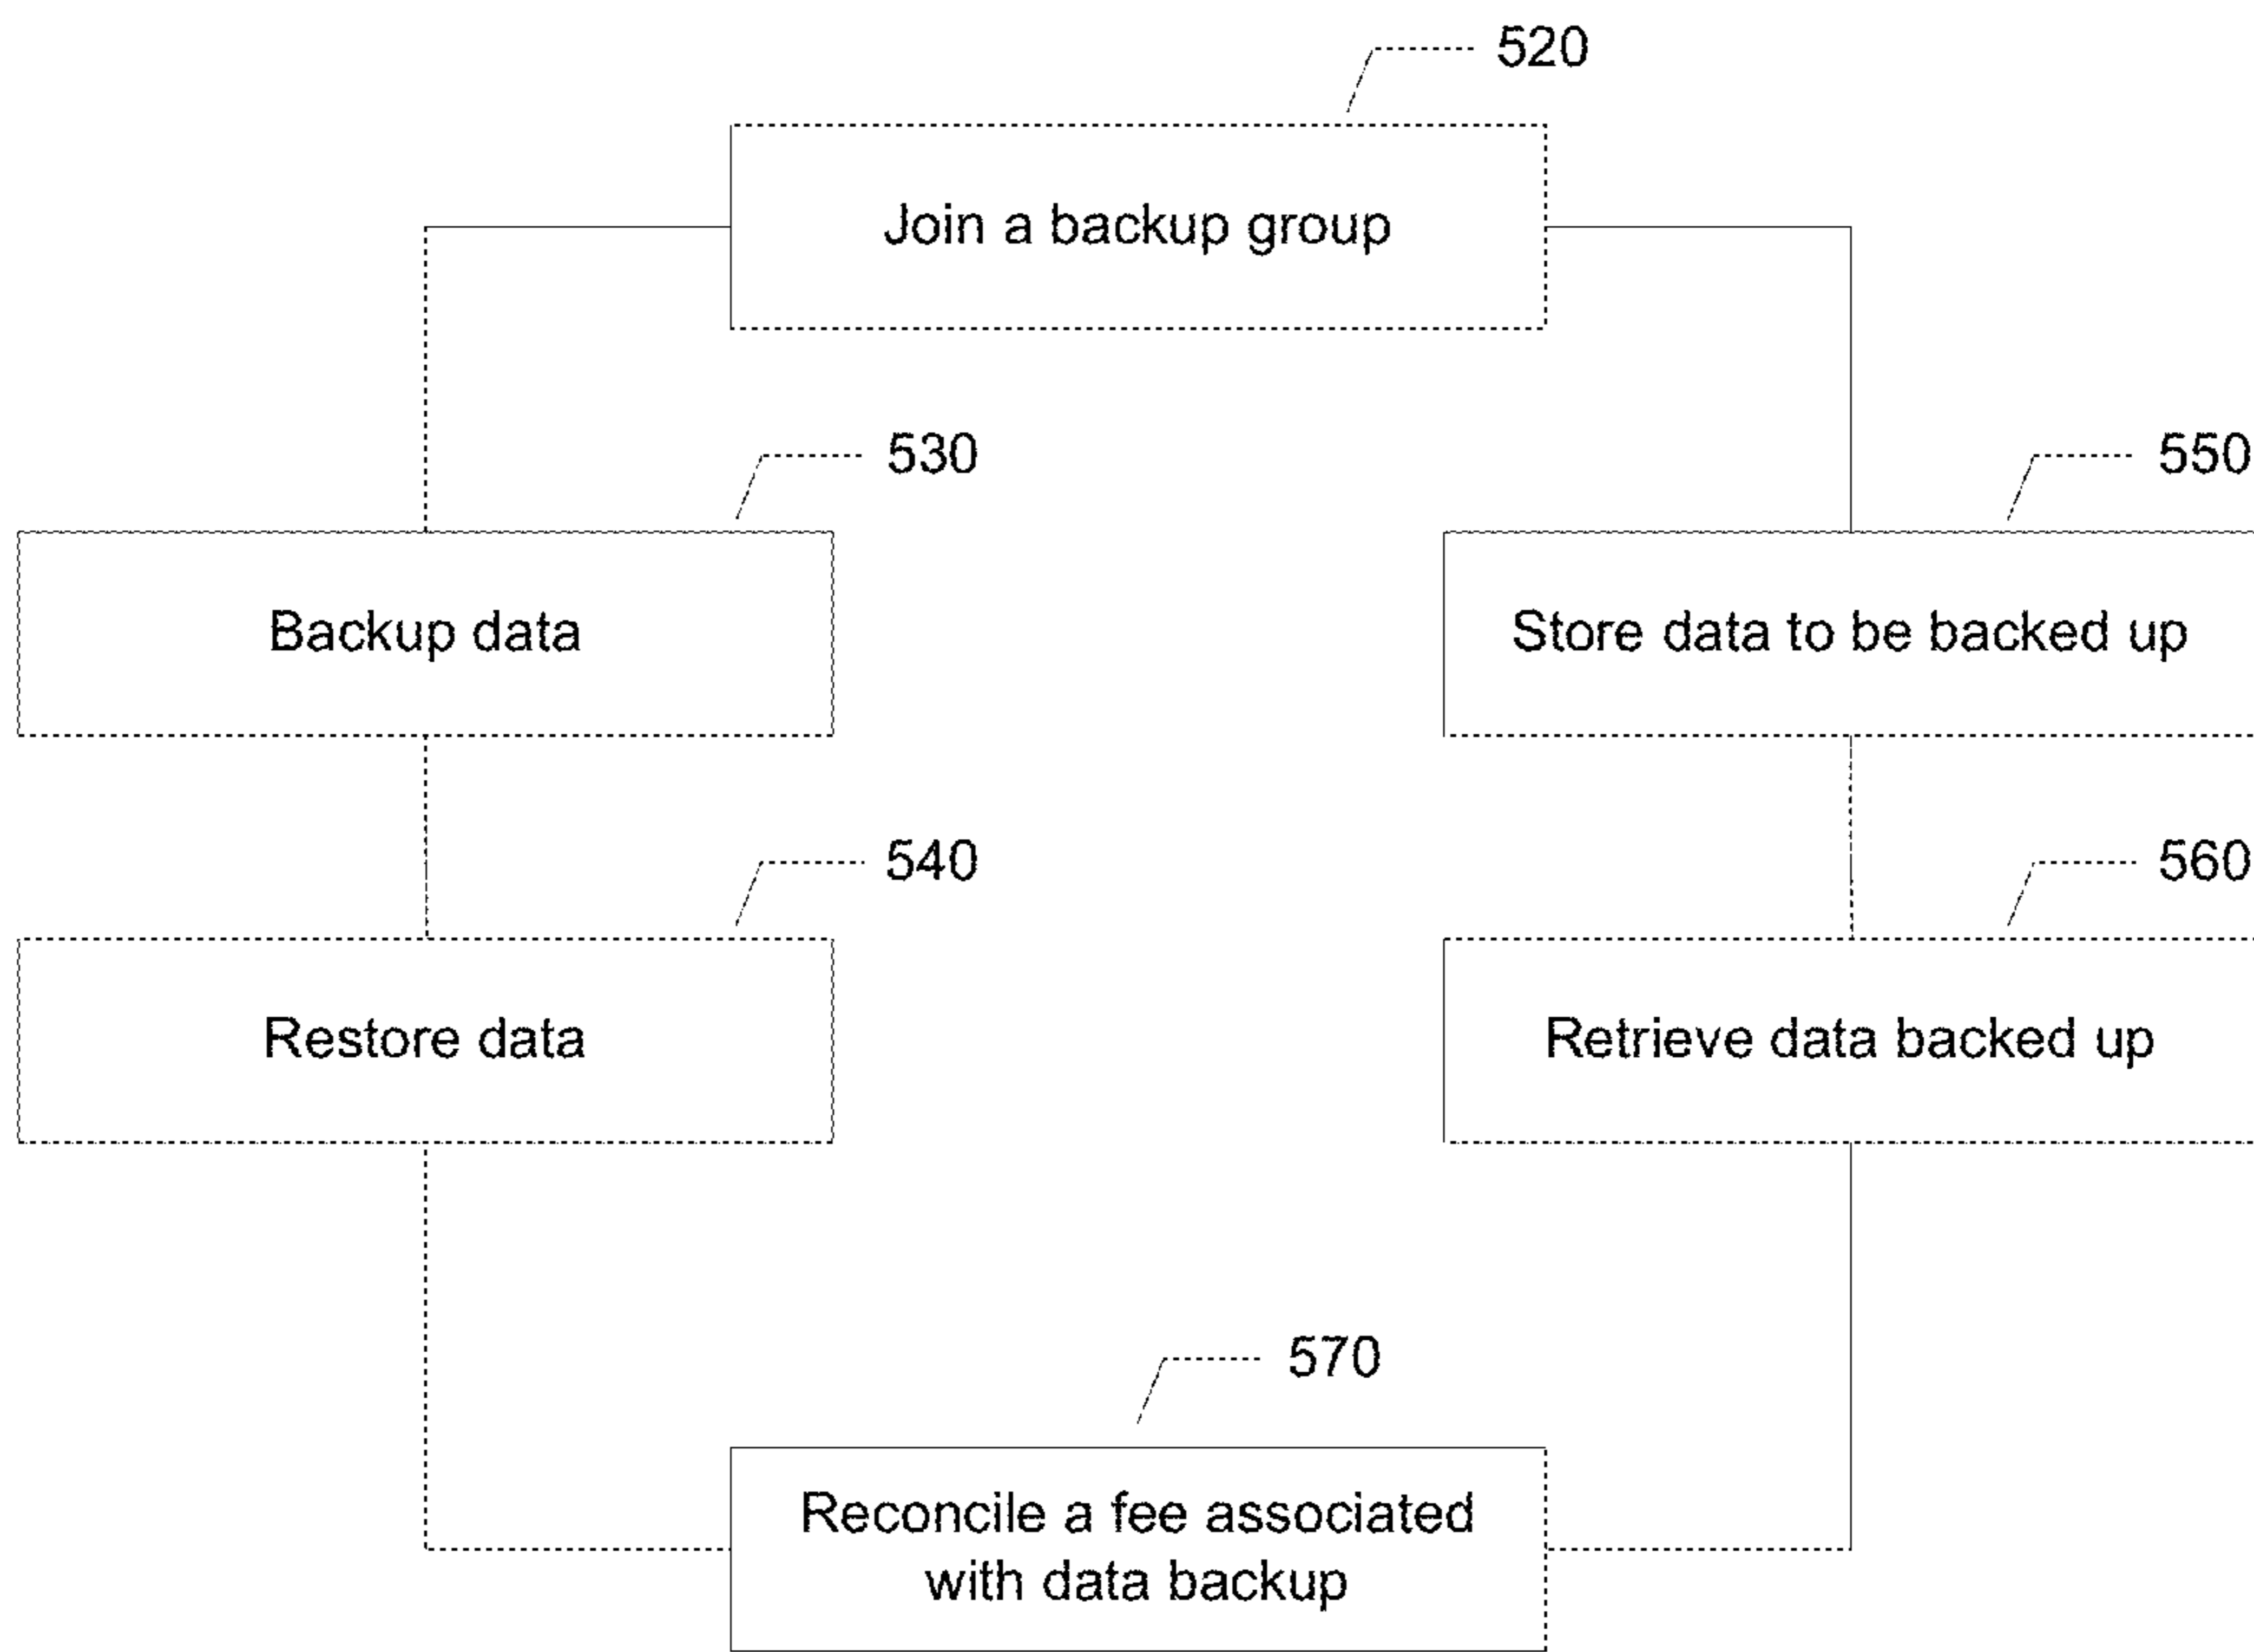 520
Join a backup group
530
550
Backup data
Store data to be backed up
540
560
Restore data
Retrieve data backed up
570
Reconcile a fee associated
with data backup